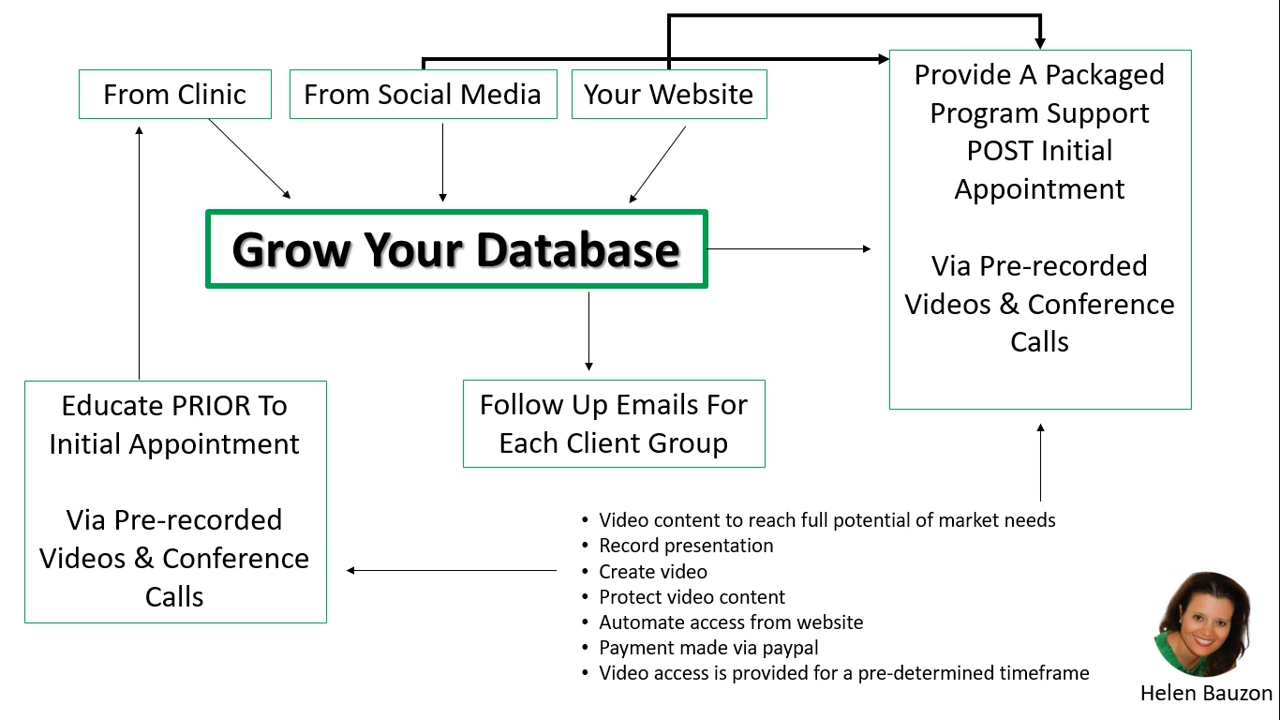 From Clinic
From Social Media
Your Website
Provide A Packaged
Program Support
POST Initial
Appointment
Via Pre-recorded
Videos & Conference
Calls
Grow Your Database
Educate PRIOR To
Initial Appointment
Via Pre-recorded
Videos & Conference
Calls
Follow Up Emails For
Each Client Group
• Video content to reach full potential of market needs
• Record presentation
• Create video
• Protect video content
• Automate access from website
• Payment made via paypal
• Video access is provided for a pre-determined timeframe
Helen Bauzon